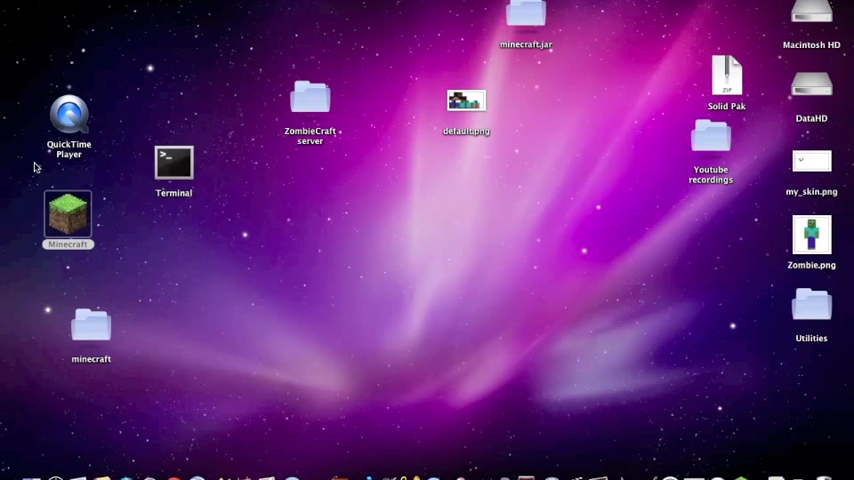 minecraft.jar
Macintosh HD
ZIP
Solid Pak
DataHD
default.png
ZombieCraft
server
QuickTime
Player
>_
Terminal
Youtube
recordings
my_skin.png
Minecraft
Zombie.png
Utilities
minecraft